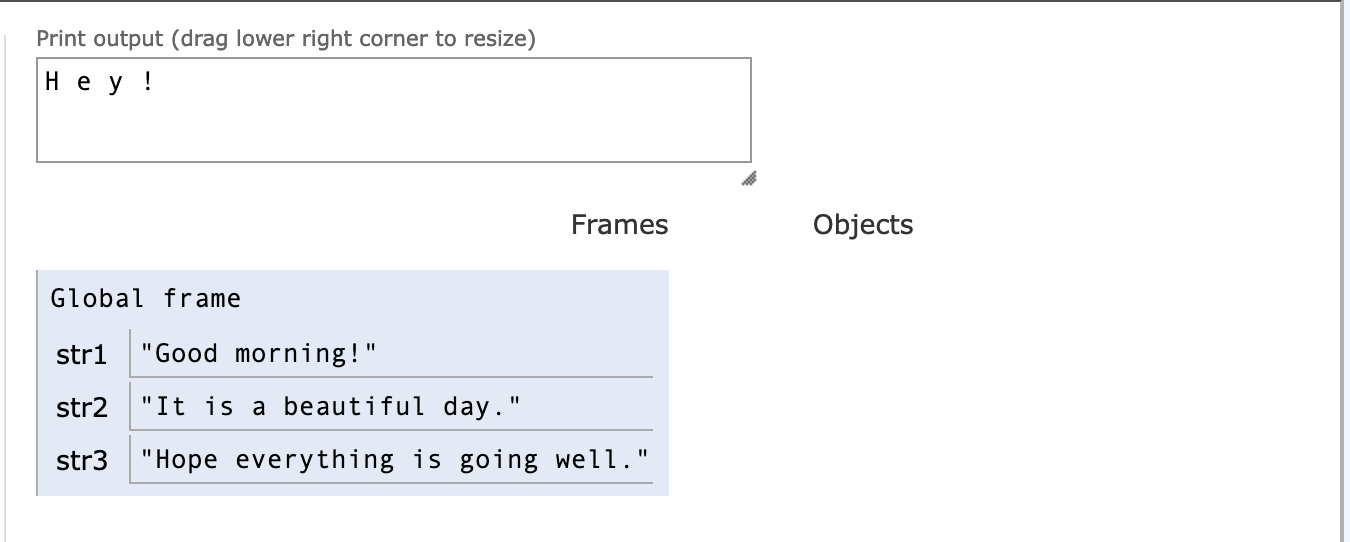 Print output (drag lower right corner to resize)
H e y !
Frames Objects
Global frame
str1 "Good morning!"
str2 "It is a beautiful day."
str3 "Hope everything is going well."